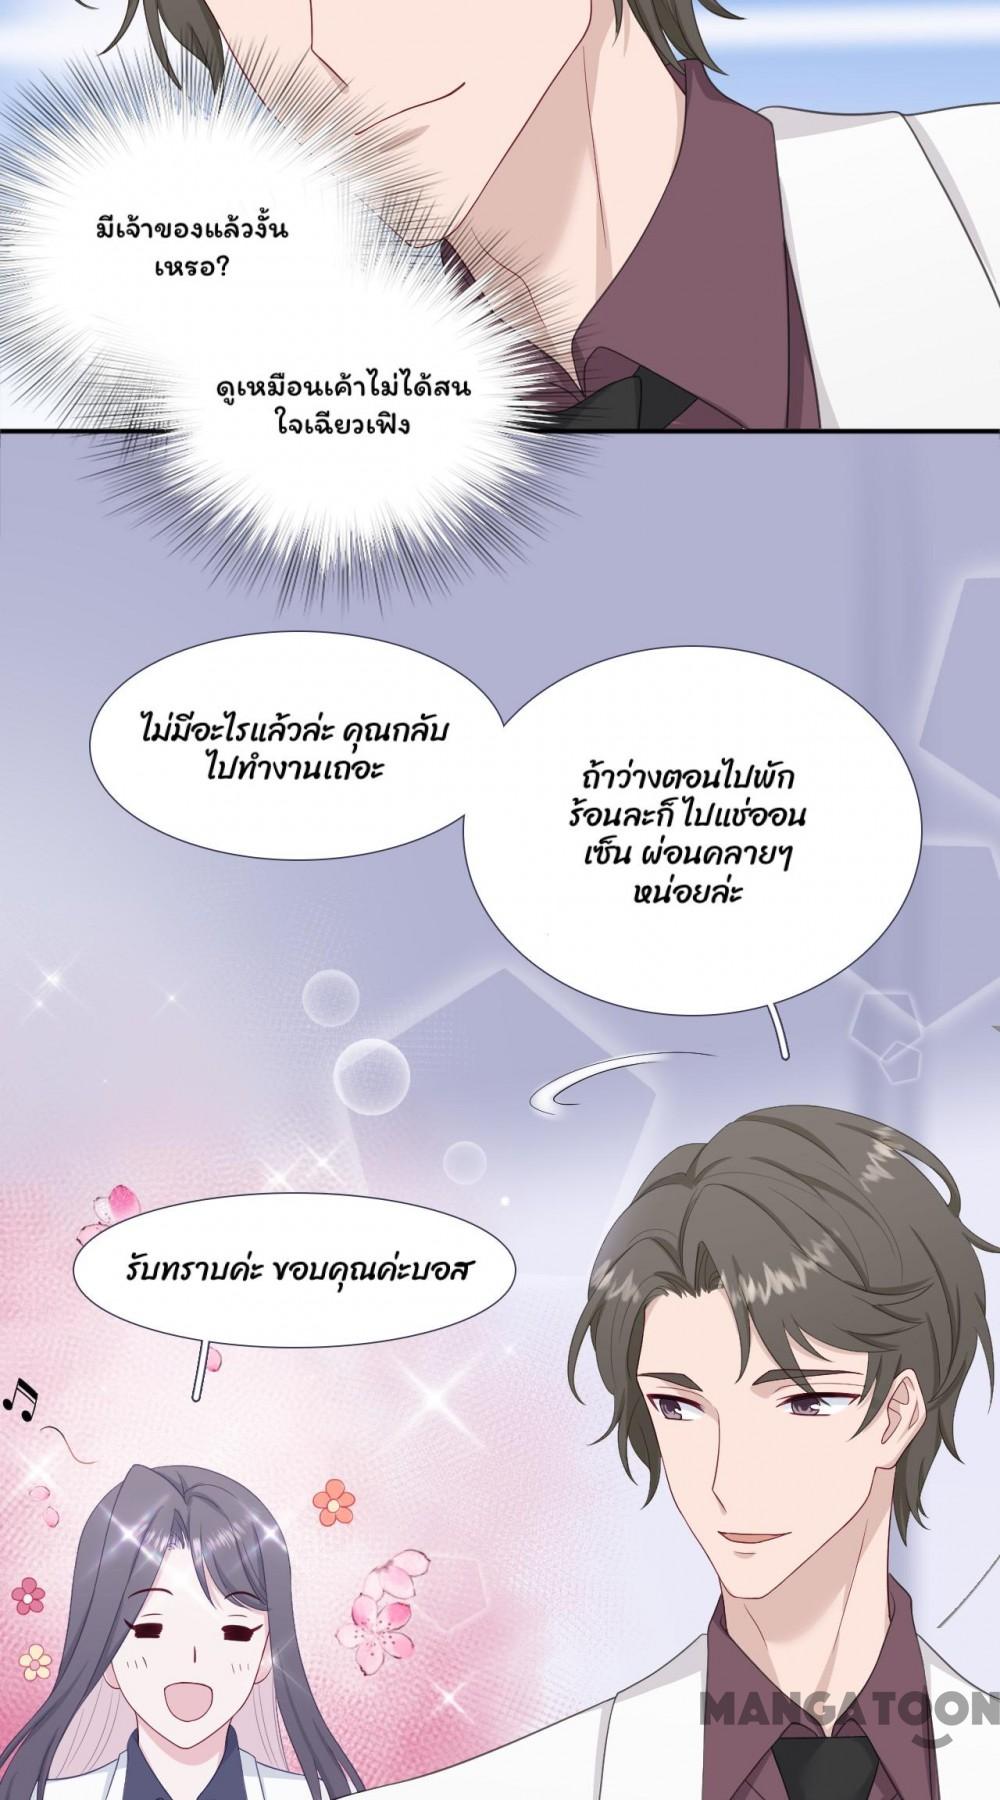 มีเจ้าของแล้วงั้น
เหรอ?
ดูเหมือนเค้าไม่ได้สน
ใจเฉียวเฟิง
ไม่มีอะไรแล้วล่ะ คุณกลับ
ไปทำงานเถอะ
ถ้าว่างตอนไปพัก
ร้อนละก็ ไปแช่ออน
เซ็น ผ่อนคลายๆ
หน่อยล่ะ
รับทราบค่ะ ขอบคุณค่ะบอส
MANGATOON